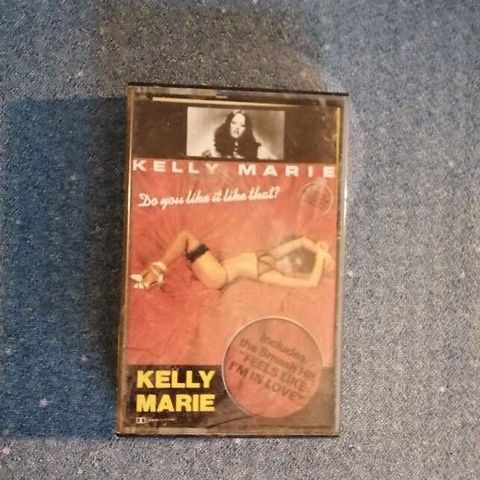 KELLY MARIE
Do you like it like that?
KELLY
MARIE
Includes
the Smash Hit
"FEELS LIKE
I'M IN LOVE"